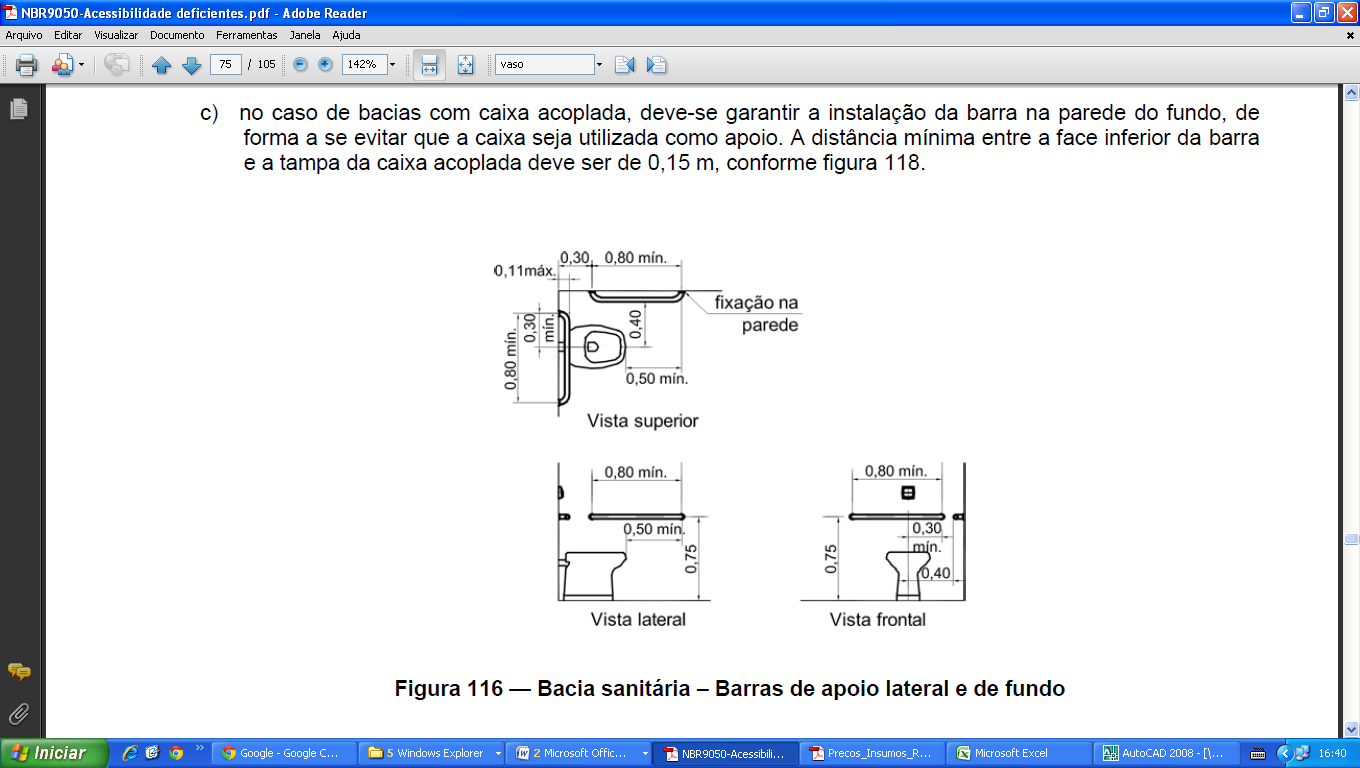 NBR9050-Acessibilidade deficientes.pdf - Adobe Reader
Arquivo Editar Visualizar Documento Ferramentas Janela Ajuda
75 / 105 142% vaso
c) no caso de bacias com caixa acoplada, deve-se garantir a instalação da barra na parede do fundo, de
forma a se evitar que a caixa seja utilizada como apoio. A distância mínima entre a face inferior da barra
e a tampa da caixa acoplada deve ser de 0,15 m, conforme figura 118.
0,30 0,80 mín.
0,11máx.
fixação na
parede
0,30
mín.
0,40
0,80 mín.
0,50 mín.
Vista superior
0,80 mín.
0,50 mín.
0,75
Vista lateral
0,80 mín.
0,30
mín.
0,75
0,40
Vista frontal
Figura 116 — Bacia sanitária – Barras de apoio lateral e de fundo
Iniciar Google - Google C... 5 Windows Explorer 2 Microsoft Offic... NBR9050-Acessibili... Precos_Insumos_R... Microsoft Excel AutoCAD 2008 - [\... 16:40